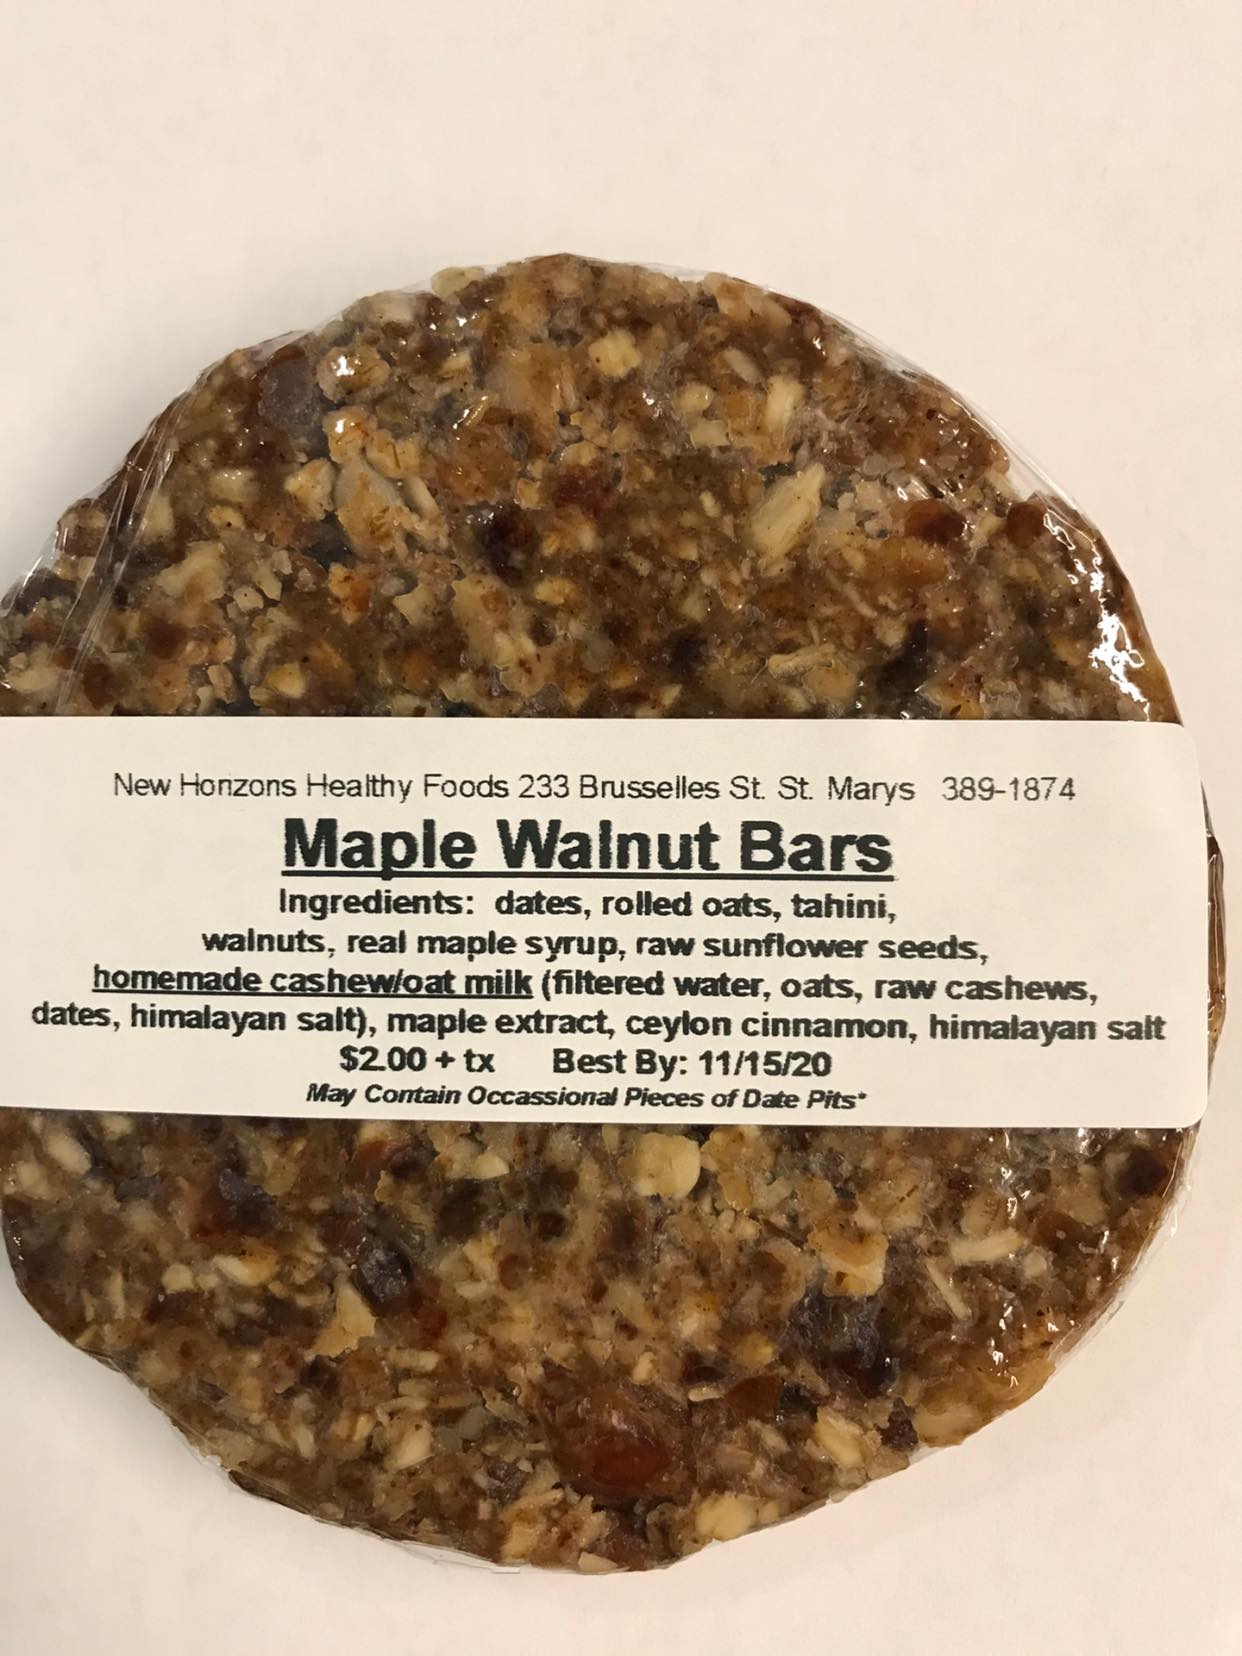 New Horizons Healthy Foods 233 Brusselles St. St. Marys 389-1874
Maple Walnut Bars
Ingredients: dates, rolled oats, tahini,
walnuts, real maple syrup, raw sunflower seeds,
homemade cashew/oat milk (filtered water, oats, raw cashews,
dates, himalayan salt), maple extract, ceylon cinnamon, himalayan salt
$2.00 + tx Best By: 11/15/20
May Contain Occassional Pieces of Date Pits*